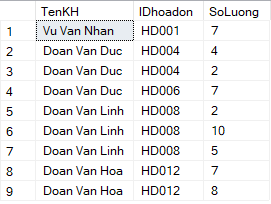 TenKH IDhoadon SoLuong
1 Vu Van Nhan HD001 7
2 Doan Van Duc HD004 4
3 Doan Van Duc HD004 2
4 Doan Van Duc HD006 7
5 Doan Van Linh HD008 2
6 Doan Van Linh HD008 10
7 Doan Van Linh HD008 5
8 Doan Van Hoa HD012 7
9 Doan Van Hoa HD012 8